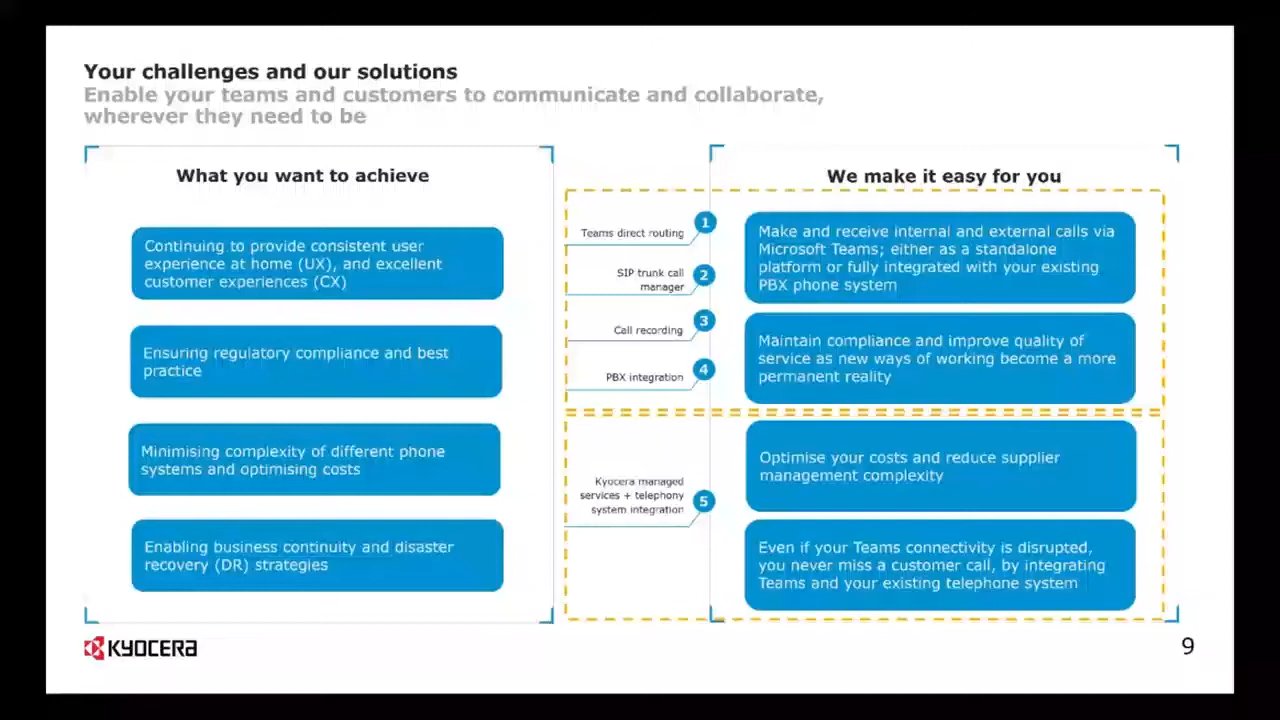 Your challenges and our solutions
Enable your teams and customers to communicate and collaborate,
wherever they need to be
What you want to achieve
Continuing to provide consistent user
experience at home (UX), and excellent
customer experiences (CX)
Ensuring regulatory compliance and best
practice
Minimising complexity of different phone
systems and optimising costs
Enabling business continuity and disaster
recovery (DR) strategies
Teams direct routing
1
SIP trunk call
manager
2
Call recording
3
PBX integration
4
Kyocera managed
services + telephony
system integration
5
We make it easy for you
Make and receive internal and external calls via
Microsoft Teams; either as a standalone
platform or fully integrated with your existing
PBX phone system
Maintain compliance and improve quality of
service as new ways of working become a more
permanent reality
Optimise your costs and reduce supplier
management complexity
Even if your Teams connectivity is disrupted,
you never miss a customer call, by integrating
Teams and your existing telephone system
KYOCERA
9